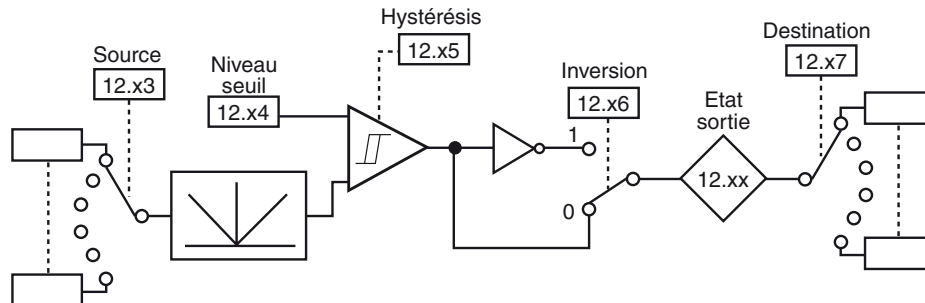 Hystérésis
12.x5
Source
12.x3
Niveau
seuil
12.x4
Inversion
12.x6
Destination
12.x7
Etat
sortie
12.xx
1
0